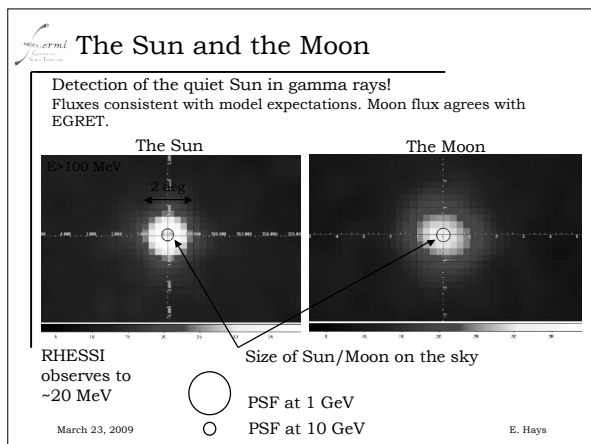 The Sun and the Moon
Detection of the quiet Sun in gamma rays!
Fluxes consistent with model expectations. Moon flux agrees with
EGRET.
The Sun
The Moon
E>100 MeV
2 deg
RHESSI
observes to
~20 MeV
Size of Sun/Moon on the sky
PSF at 1 GeV
PSF at 10 GeV
March 23, 2009
E. Hays